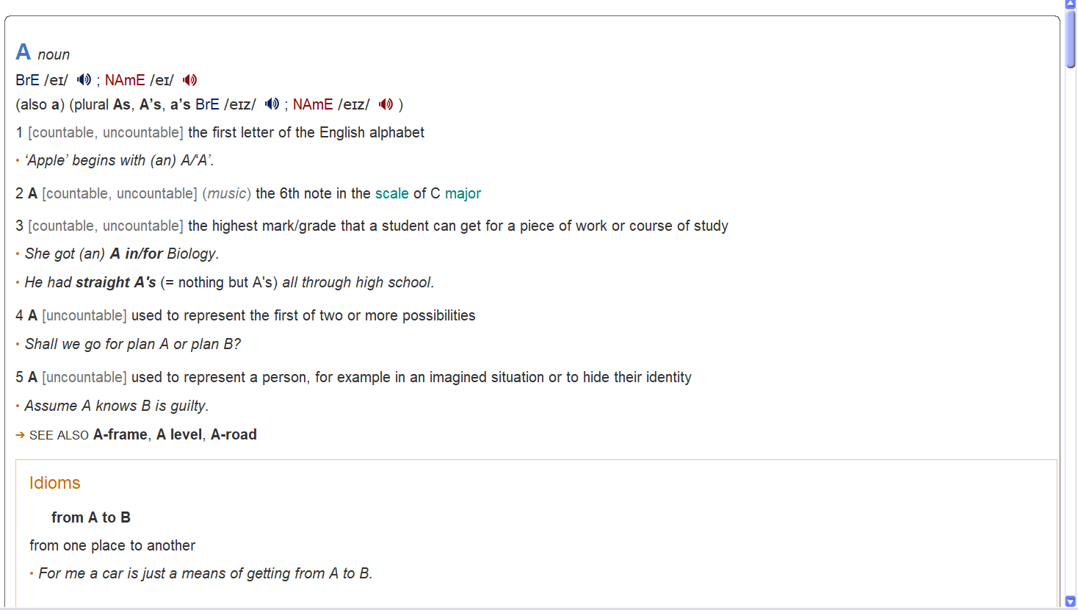 A noun
BrE /eɪ/ ; NAmE /eɪ/
(also a) (plural As, A’s, a’s BrE /eɪz/ ; NAmE /eɪz/ )
1 [countable, uncountable] the first letter of the English alphabet
• ‘Apple’ begins with (an) A/‘A’.
2 A [countable, uncountable] (music) the 6th note in the scale of C major
3 [countable, uncountable] the highest mark/grade that a student can get for a piece of work or course of study
• She got (an) A in/for Biology.
• He had straight A's (= nothing but A's) all through high school.
4 A [uncountable] used to represent the first of two or more possibilities
• Shall we go for plan A or plan B?
5 A [uncountable] used to represent a person, for example in an imagined situation or to hide their identity
• Assume A knows B is guilty.
➔ SEE ALSO A-frame, A level, A-road
Idioms
from A to B
from one place to another
• For me a car is just a means of getting from A to B.